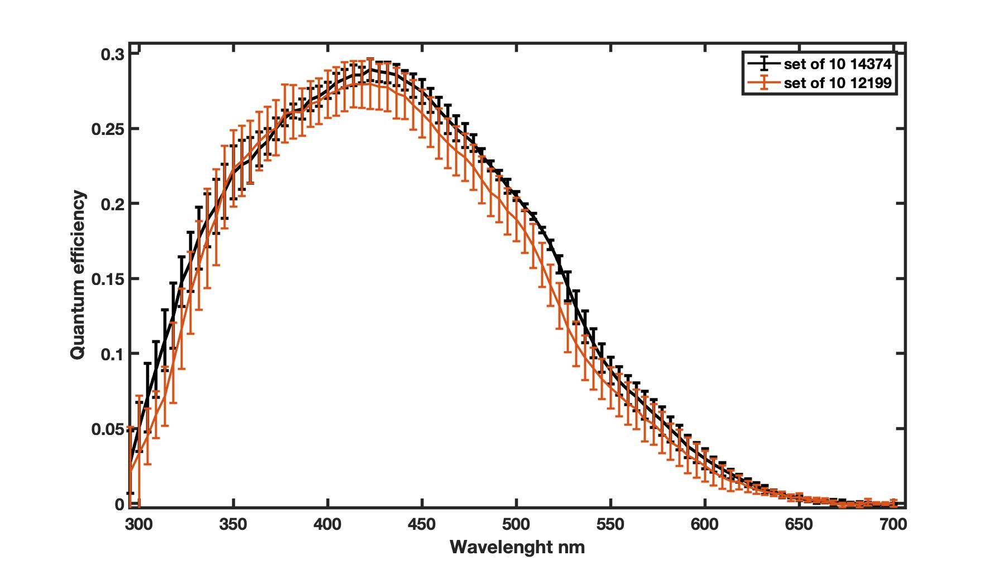 0.3
0.25
0.2
0.15
0.1
0.05
0
Quantum efficiency
set of 10 14374
set of 10 12199
300 350 400 450 500 550 600 650 700
Wavelenght nm